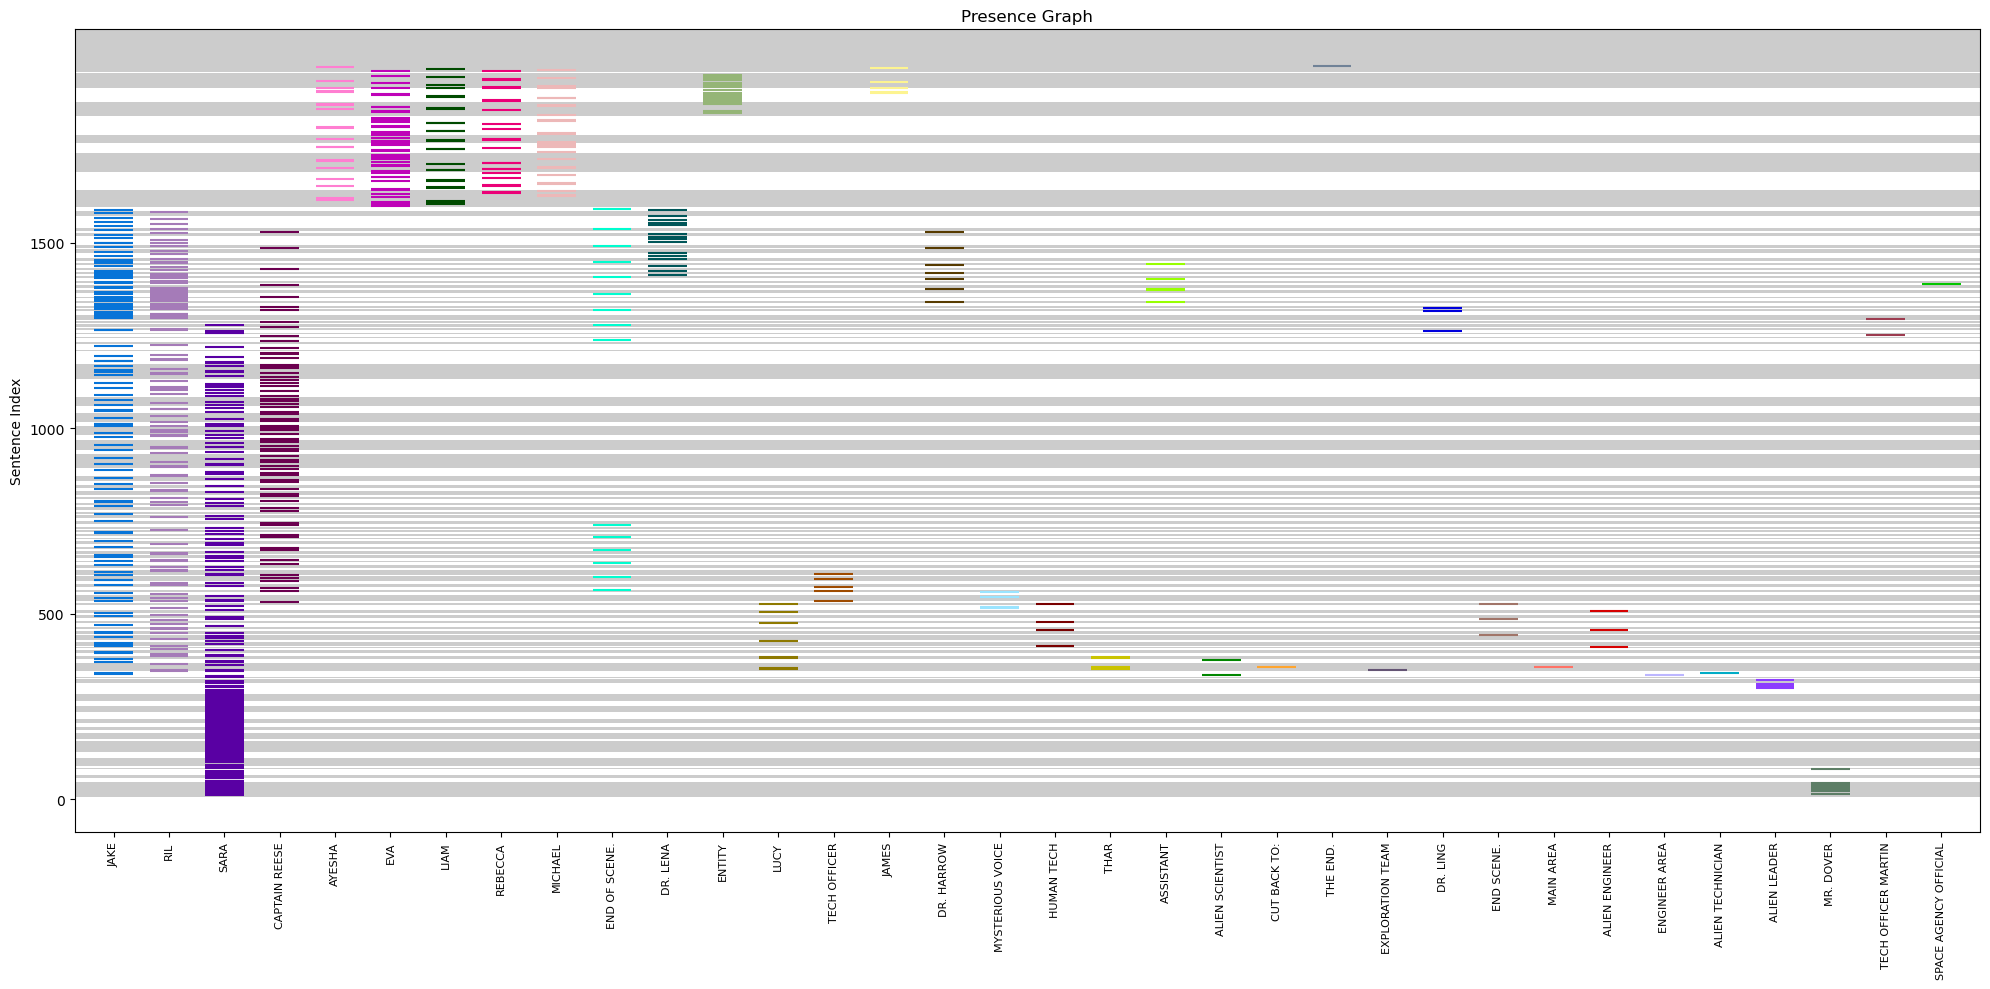 Presence Graph
Sentence Index
1500
1000
500
0
JAKE
RIL
SARA
CAPTAIN REESE
AYESHA
EVA
LIAM
REBECCA
MICHAEL
END OF SCENE.
DR. LENA
ENTITY
LUCY
TECH OFFICER
JAMES
DR. HARROW
MYSTERIOUS VOICE
HUMAN TECH
THAR
ASSISTANT
ALIEN SCIENTIST
CUT BACK TO:
THE END.
EXPLORATION TEAM
DR. LING
END SCENE.
MAIN AREA
ALIEN ENGINEER
ENGINEER AREA
ALIEN TECHNICIAN
ALIEN LEADER
MR. DOVER
TECH OFFICER MARTIN
SPACE AGENCY OFFICIAL